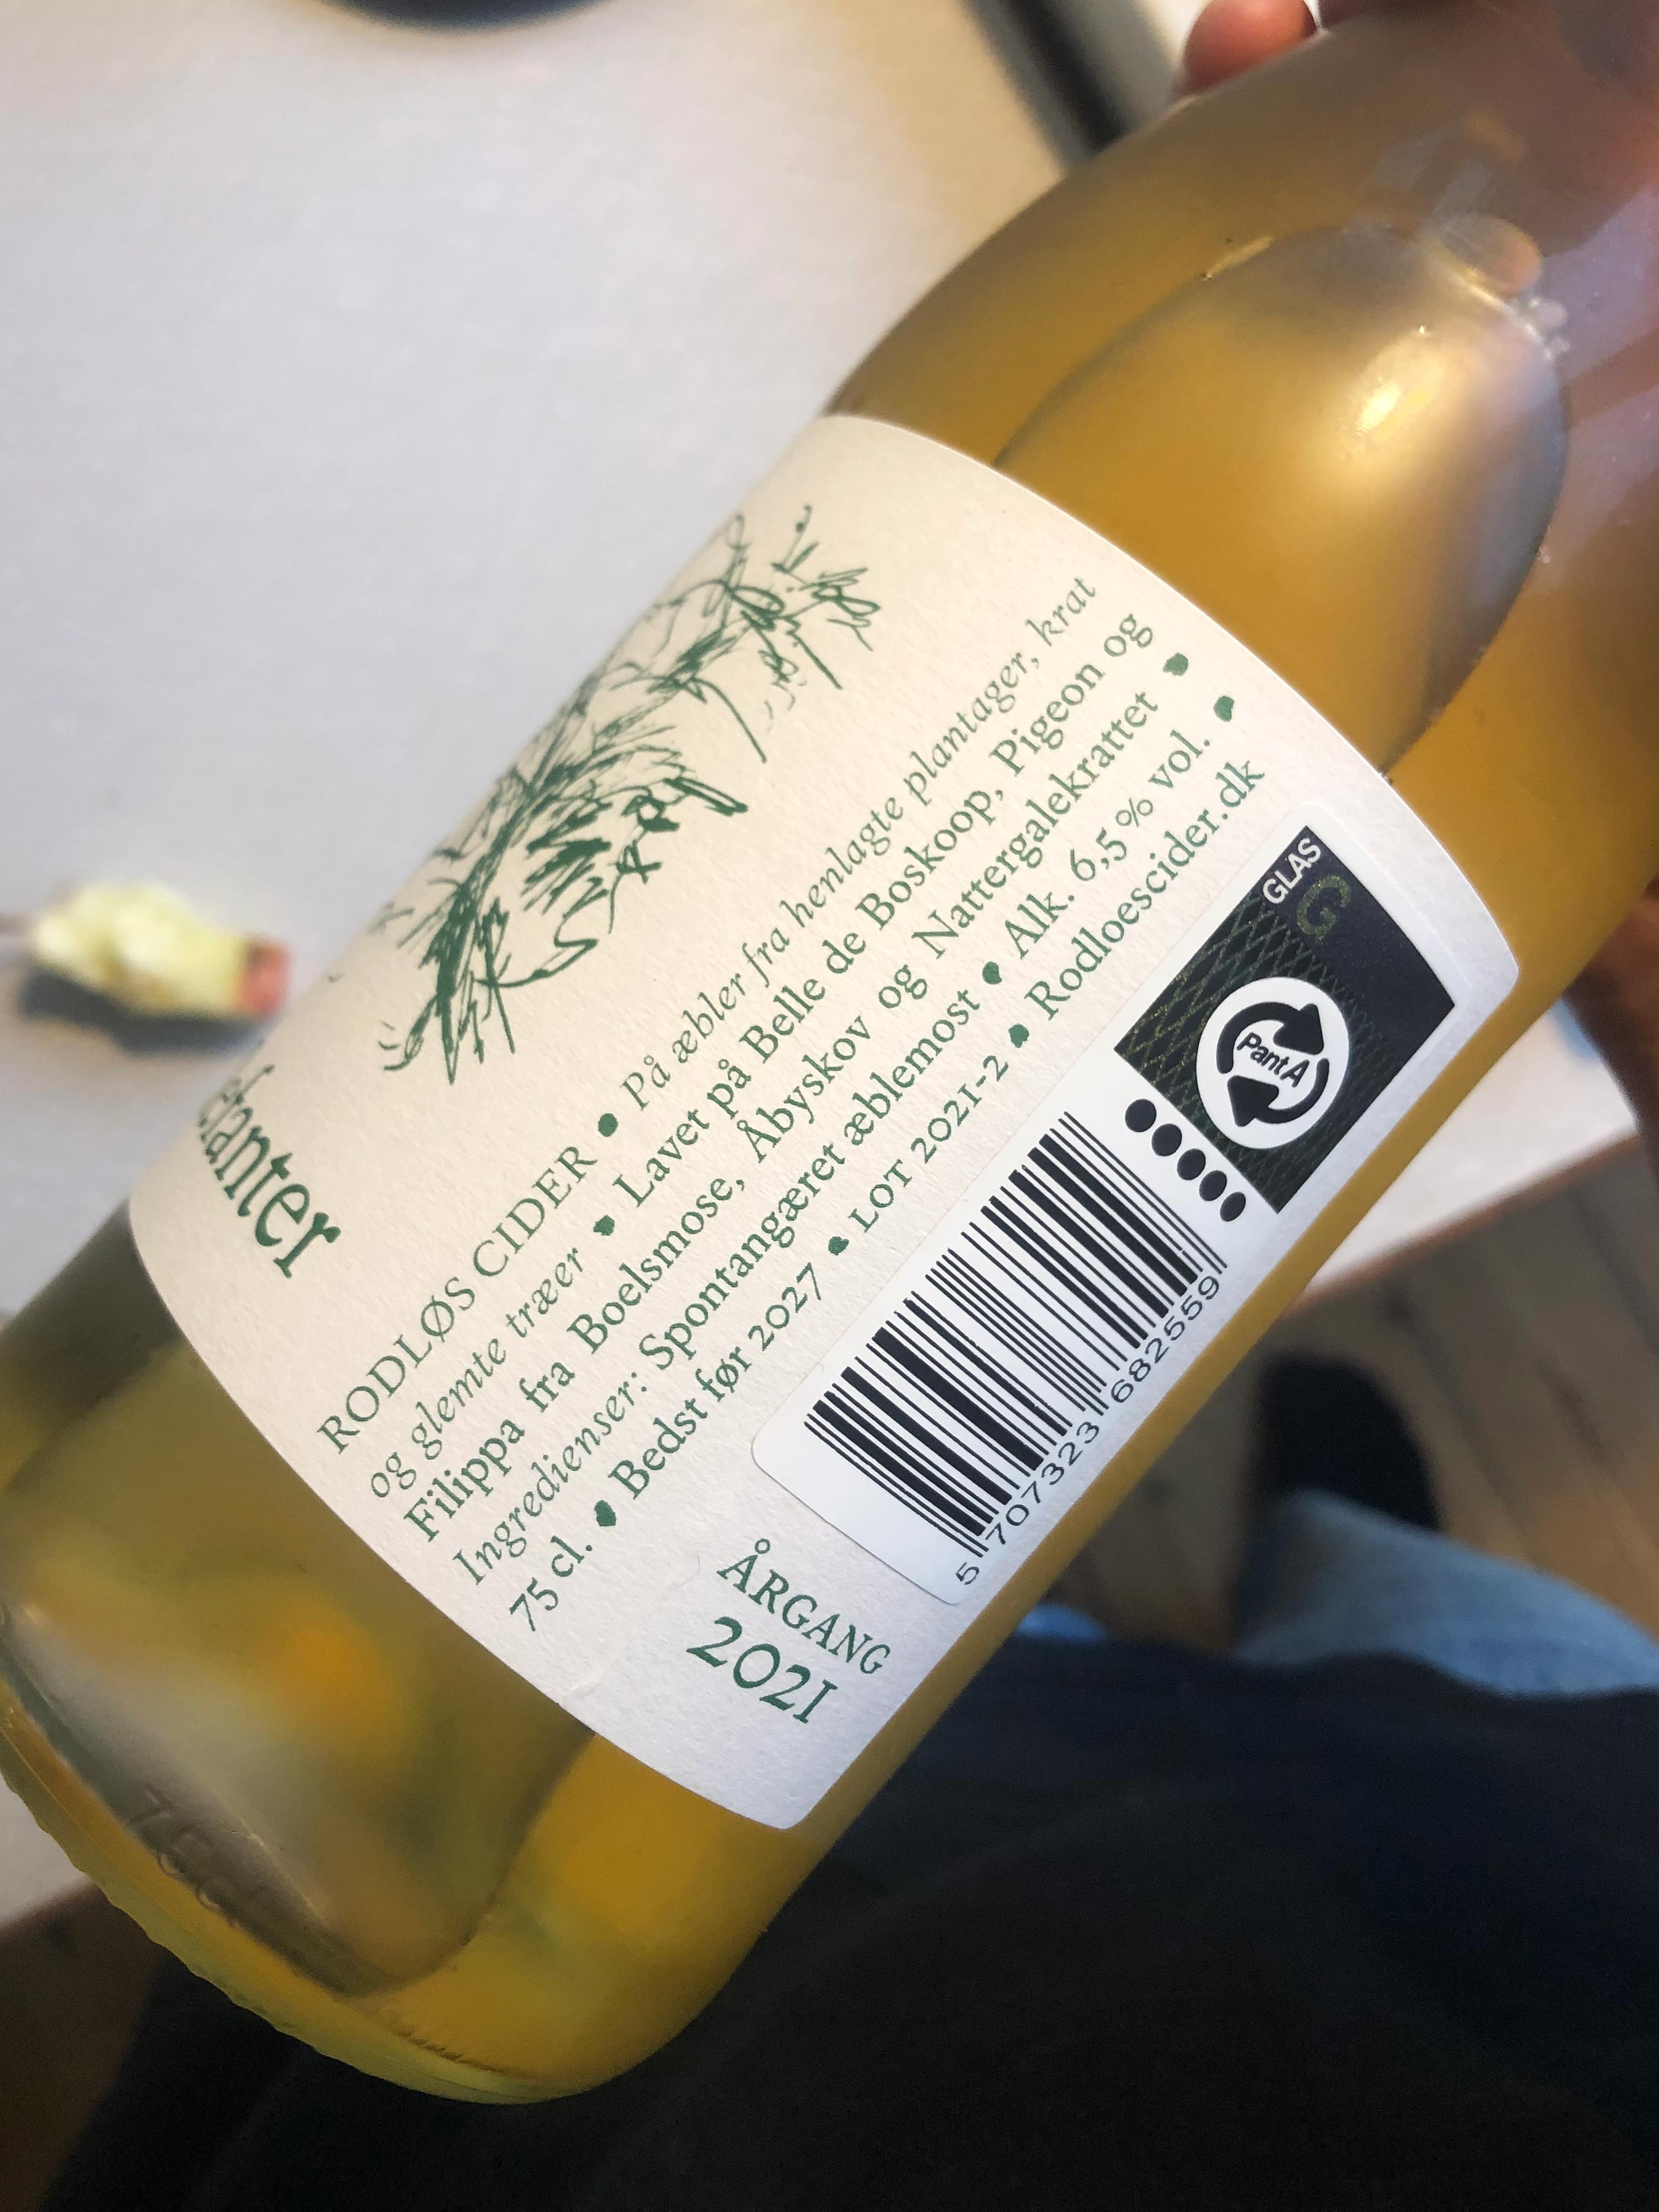 RODLØS CIDER • På æbler fra henlagte plantager, krat
og glemte træer • Lavet på Belle de Boskoop, Pigeon og
Filippa fra Boelsmose, Åbyskov og Nattergalekrattet •
Ingredienser: Spontangæret æblemost • Alk. 6,5% vol. •
75 cl. • Bedst før 2027 • LOT 2021-2 • Rodloescider.dk
ÅRGANG
2021
GLAS
G
Pant A
5 707323 682559